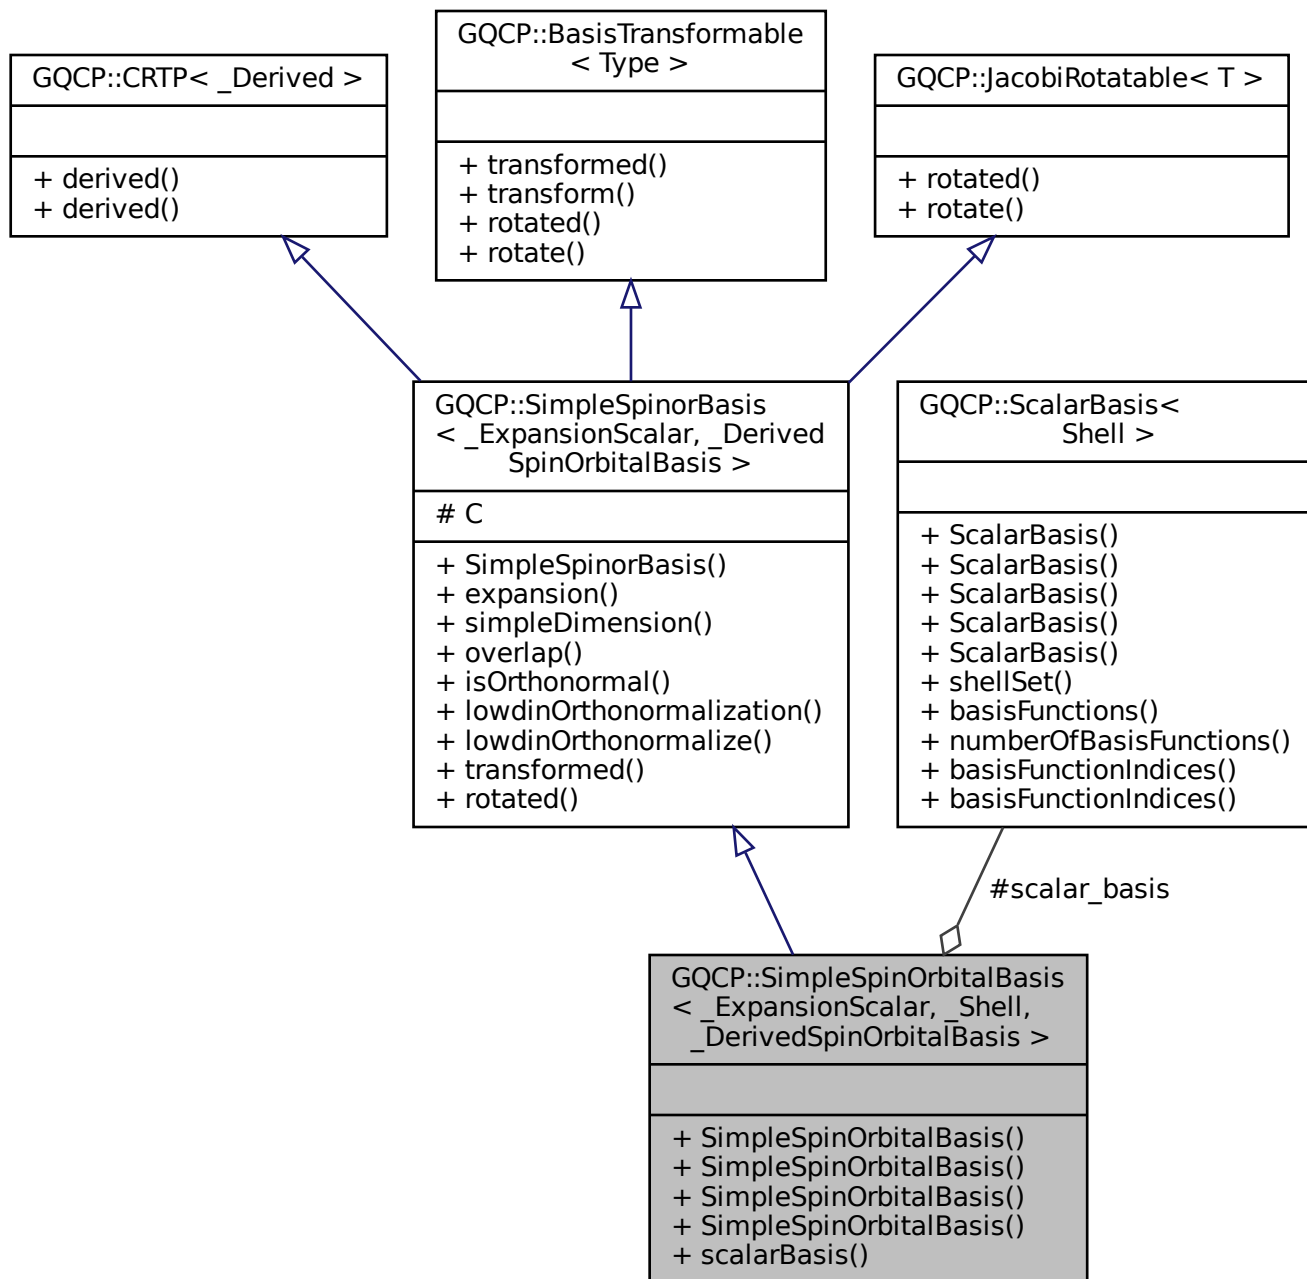 GQCP::CRTP< _Derived >
+ derived()
+ derived()
GQCP::BasisTransformable
< Type >
+ transformed()
+ transform()
+ rotated()
+ rotate()
GQCP::JacobiRotatable< T >
+ rotated()
+ rotate()
GQCP::SimpleSpinorBasis
< _ExpansionScalar, _Derived
SpinOrbitalBasis >
# C
+ SimpleSpinorBasis()
+ expansion()
+ simpleDimension()
+ overlap()
+ isOrthonormal()
+ lowdinOrthonormalization()
+ lowdinOrthonormalize()
+ transformed()
+ rotated()
GQCP::ScalarBasis<
Shell >
+ ScalarBasis()
+ ScalarBasis()
+ ScalarBasis()
+ ScalarBasis()
+ ScalarBasis()
+ shellSet()
+ basisFunctions()
+ numberOfBasisFunctions()
+ basisFunctionIndices()
+ basisFunctionIndices()
#scalar_basis
GQCP::SimpleSpinOrbitalBasis
< _ExpansionScalar, _Shell,
_DerivedSpinOrbitalBasis >
+ SimpleSpinOrbitalBasis()
+ SimpleSpinOrbitalBasis()
+ SimpleSpinOrbitalBasis()
+ SimpleSpinOrbitalBasis()
+ scalarBasis()